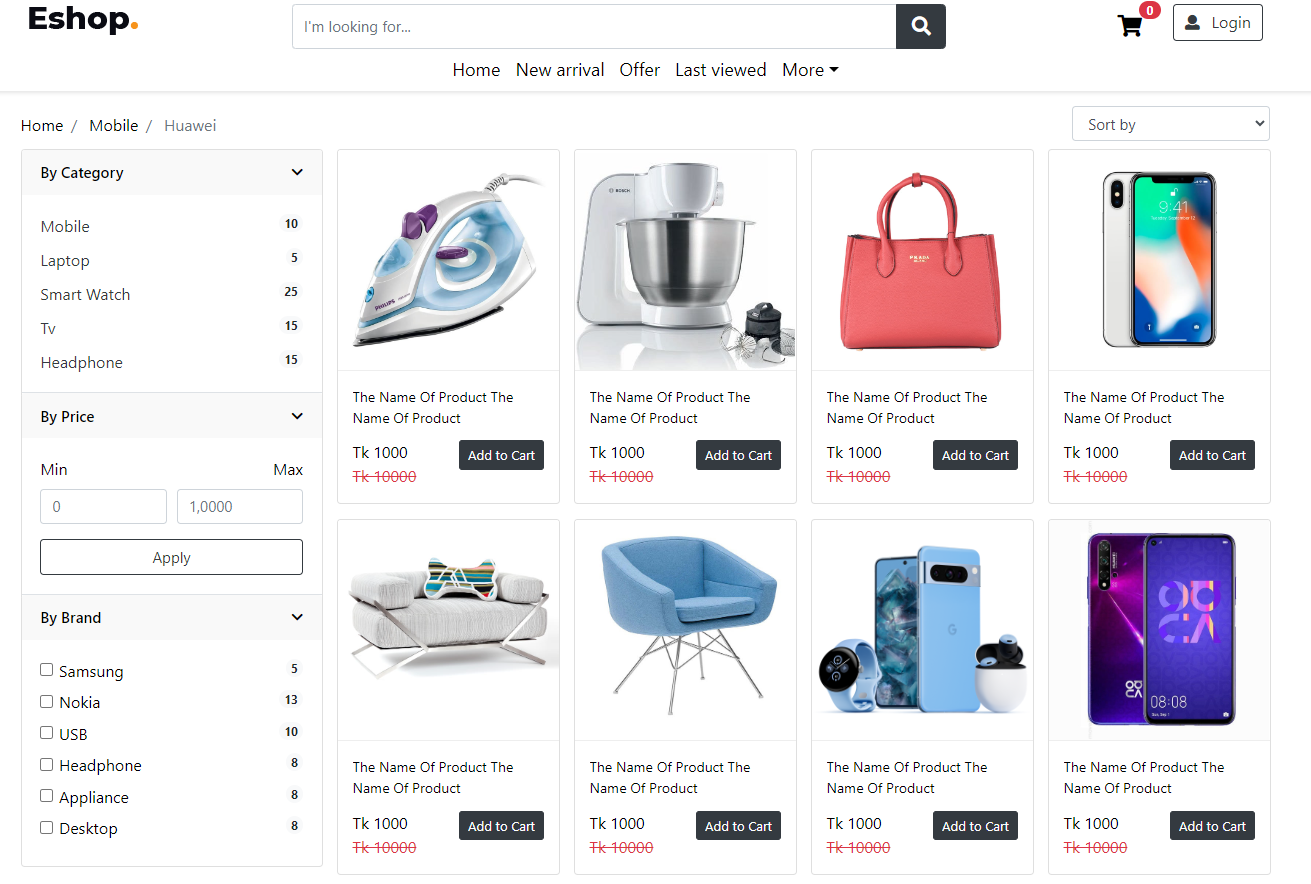 Eshop.
I'm looking for...
0
Login
Home New arrival Offer Last viewed More
Home / Mobile / Huawei
Sort by
By Category
Mobile 10
Laptop 5
Smart Watch 25
Tv 15
Headphone 15
By Price
Min Max
0 1,0000
Apply
By Brand
Samsung 5
Nokia 13
USB 10
Headphone 8
Appliance 8
Desktop 8
PHILIPS
The Name Of Product The
Name Of Product
Tk 1000 Add to Cart
Tk 10000
BOSCH
The Name Of Product The
Name Of Product
Tk 1000 Add to Cart
Tk 10000
PRADA
The Name Of Product The
Name Of Product
Tk 1000 Add to Cart
Tk 10000
9:41
The Name Of Product The
Name Of Product
Tk 1000 Add to Cart
Tk 10000
The Name Of Product The
Name Of Product
Tk 1000 Add to Cart
Tk 10000
The Name Of Product The
Name Of Product
Tk 1000 Add to Cart
Tk 10000
G
The Name Of Product The
Name Of Product
Tk 1000 Add to Cart
Tk 10000
08:08
The Name Of Product The
Name Of Product
Tk 1000 Add to Cart
Tk 10000